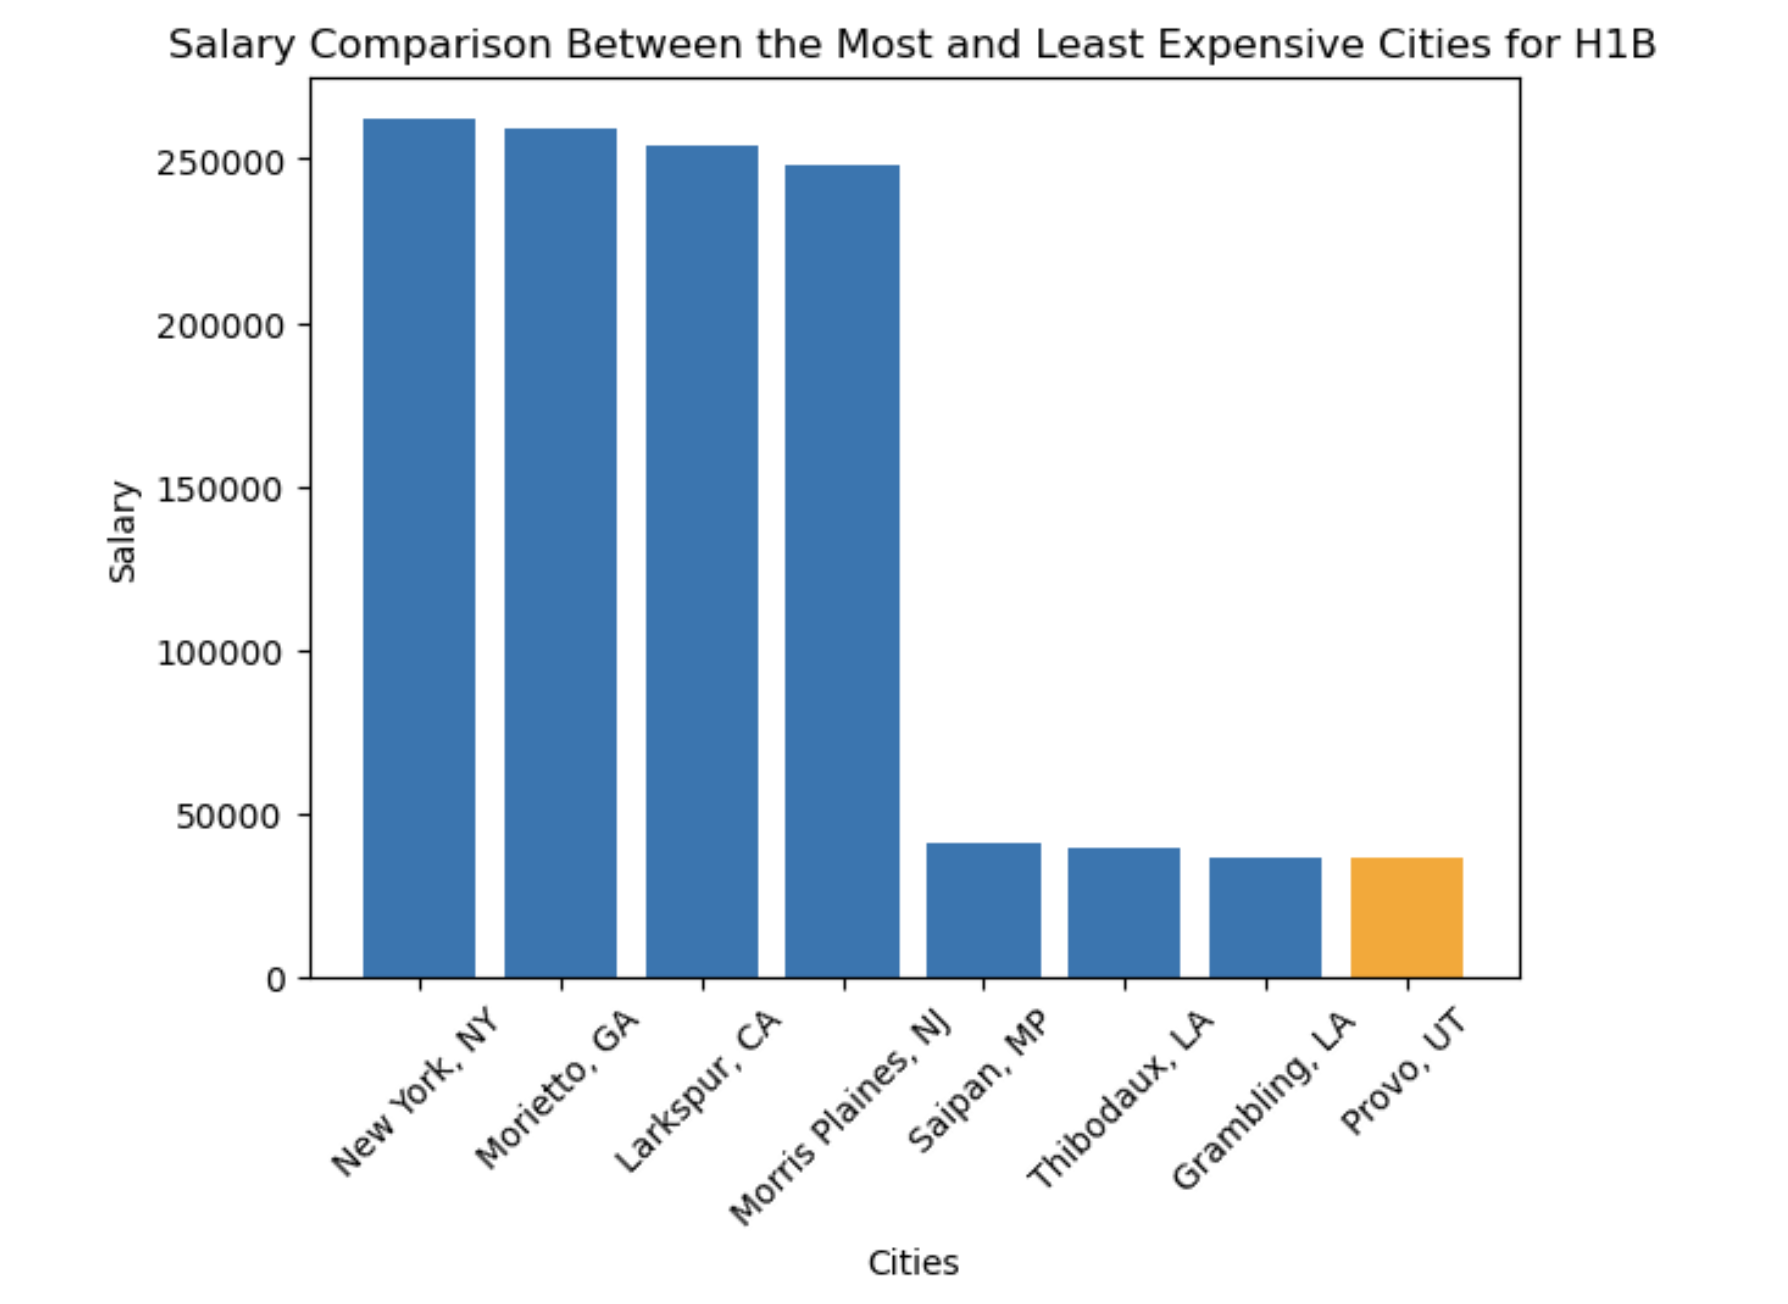 Salary Comparison Between the Most and Least Expensive Cities for H1B
Salary
250000
200000
150000
100000
50000
0
New York, NY
Morietto, GA
Larkspur, CA
Morris Plaines, NJ
Saipan, MP
Thibodaux, LA
Grambling, LA
Provo, UT
Cities